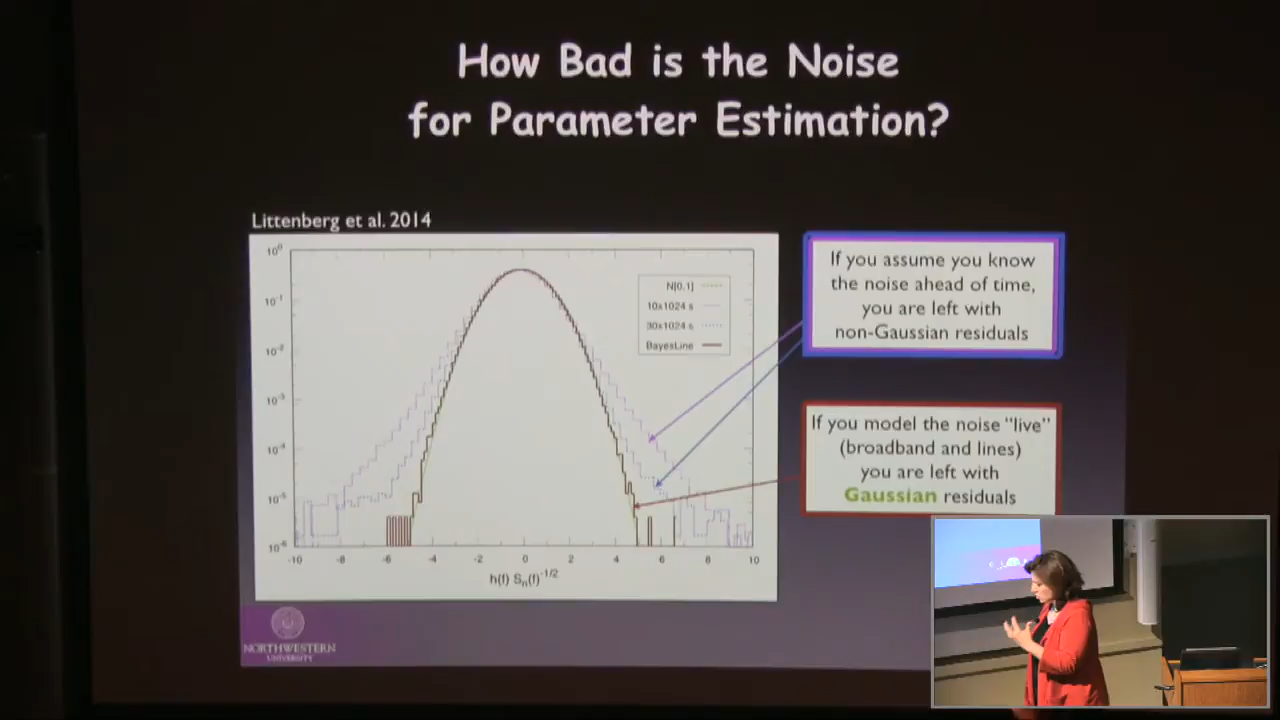 How Bad is the Noise
for Parameter Estimation?
Littenberg et al. 2014
10⁰
10⁻¹
10⁻²
10⁻³
10⁻⁴
10⁻⁵
10⁻⁶
-10 -8 -6 -4 -2 0 2 4 6 8 10
h(f) Sₙ(f)⁻¹/²
N[0,1]
10x1024 s
30x1024 s
BayesLine
If you assume you know
the noise ahead of time,
you are left with
non-Gaussian residuals
If you model the noise "live"
(broadband and lines)
you are left with
Gaussian residuals
NORTHWESTERN
UNIVERSITY